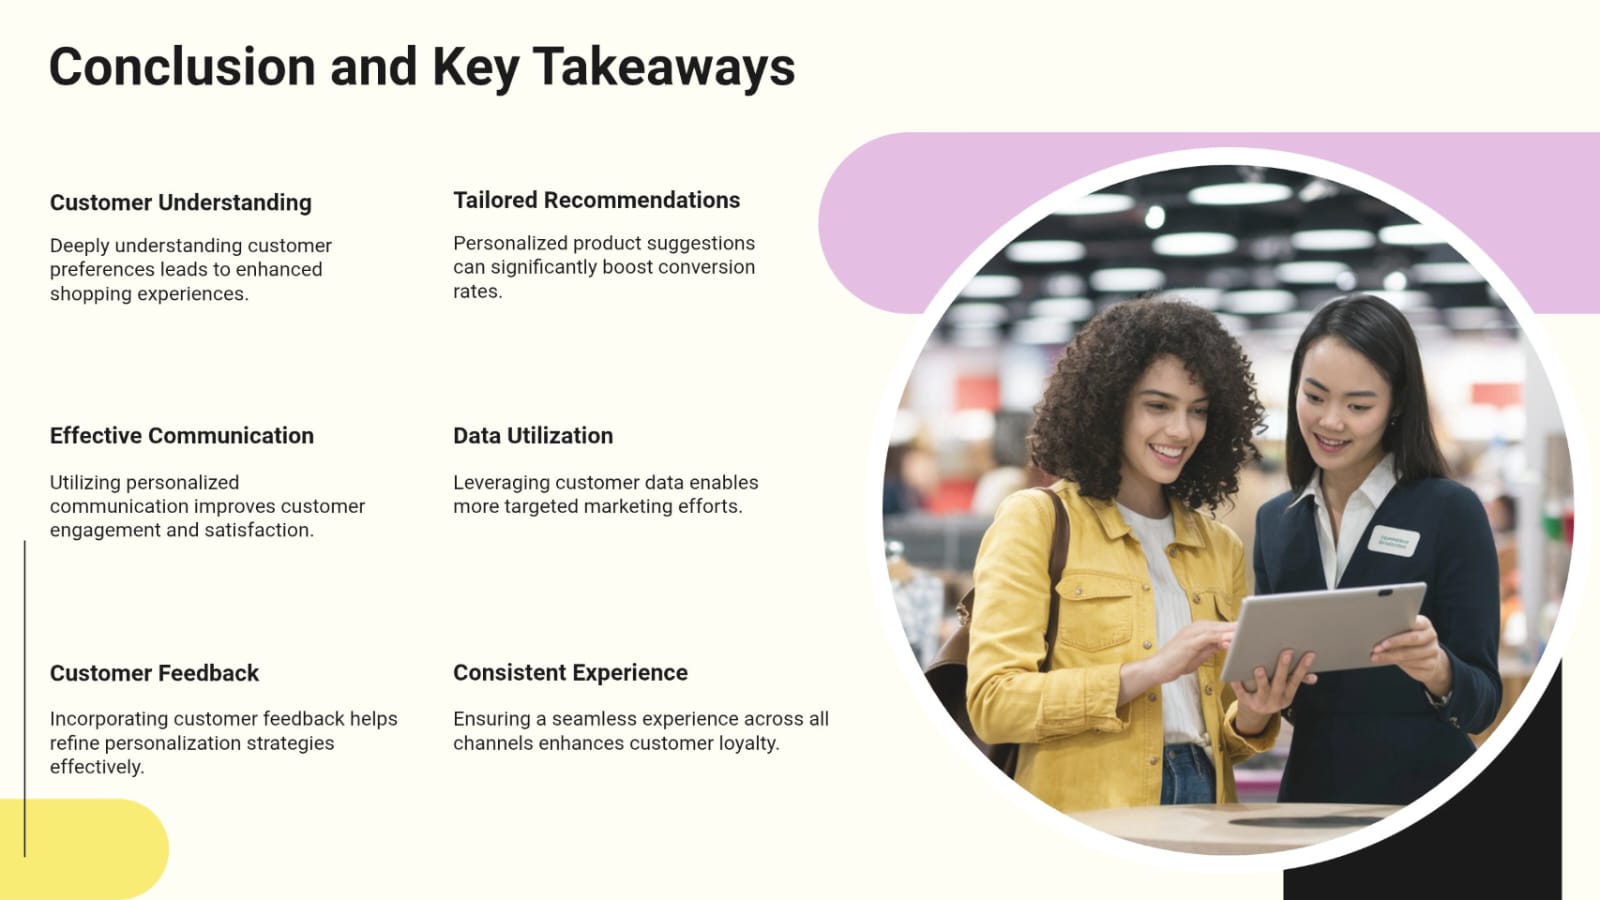 Conclusion and Key Takeaways
Customer Understanding
Deeply understanding customer
preferences leads to enhanced
shopping experiences.
Tailored Recommendations
Personalized product suggestions
can significantly boost conversion
rates.
Effective Communication
Utilizing personalized
communication improves customer
engagement and satisfaction.
Data Utilization
Leveraging customer data enables
more targeted marketing efforts.
Customer Feedback
Incorporating customer feedback helps
refine personalization strategies
effectively.
Consistent Experience
Ensuring a seamless experience across all
channels enhances customer loyalty.